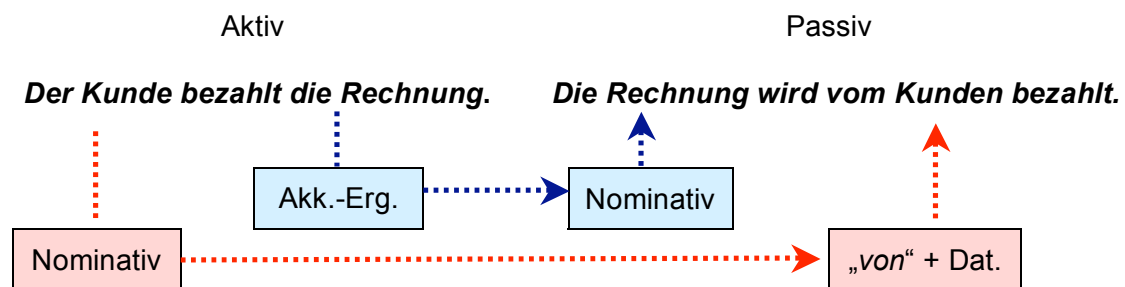 Aktiv Passiv
Der Kunde bezahlt die Rechnung. Die Rechnung wird vom Kunden bezahlt.
Akk.-Erg. Nominativ
Nominativ „von“ + Dat.